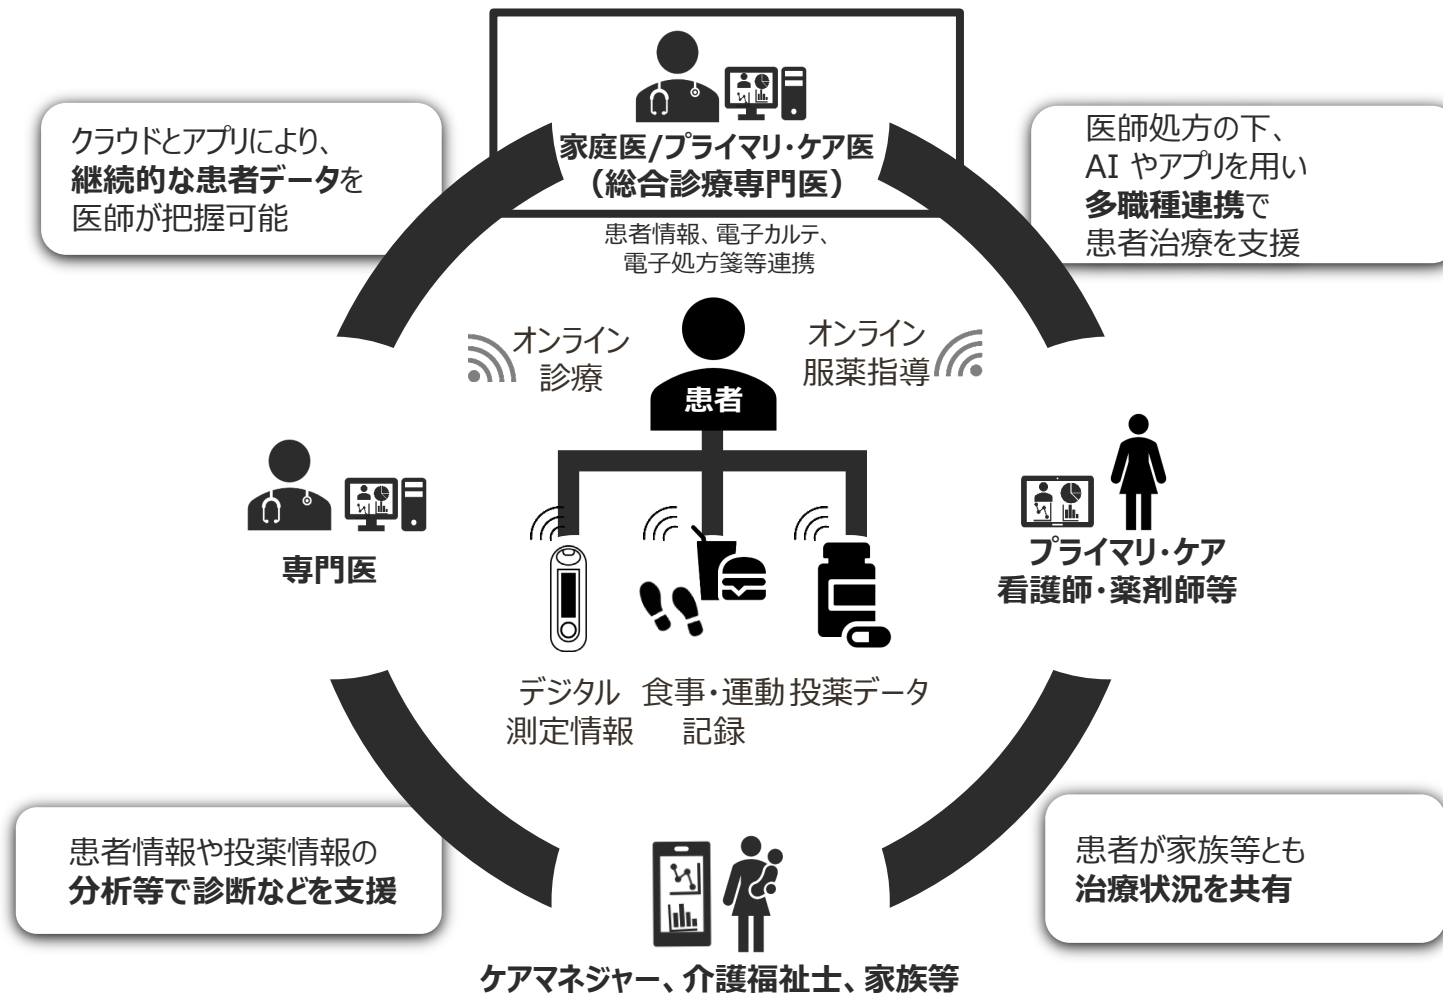 家庭医/プライマリ・ケア医
（総合診療専門医）
クラウドとアプリにより、
継続的な患者データを
医師が把握可能
医師処方の下、
AI やアプリを用い
多職種連携で
患者治療を支援
患者情報、電子カルテ、
電子処方箋等連携
オンライン
診療
患者
オンライン
服薬指導
専門医
プライマリ・ケア
看護師・薬剤師等
デジタル
測定情報
食事・運動
記録
投薬データ
患者情報や投薬情報の
分析等で診断などを支援
患者が家族等とも
治療状況を共有
ケアマネジャー、介護福祉士、家族等